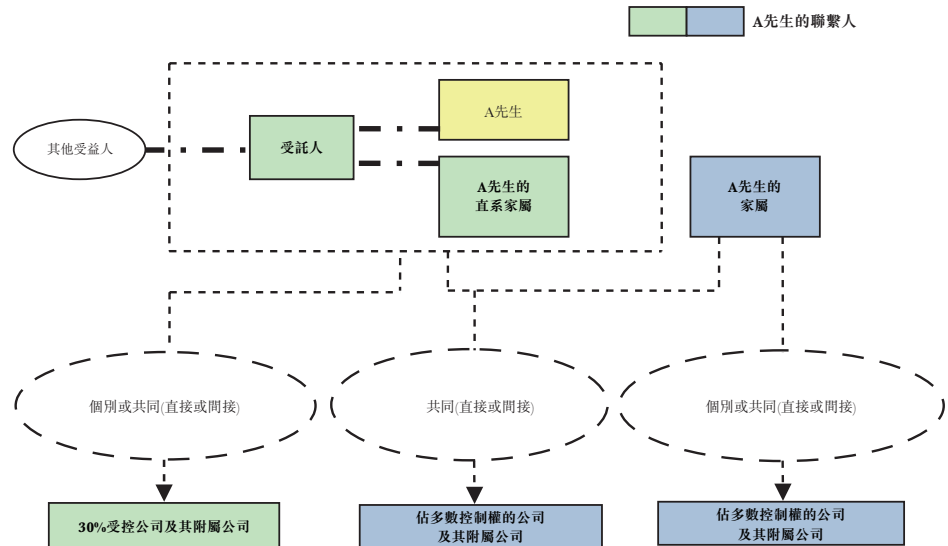 A先生的聯繫人
A先生
其他受益人
受託人
A先生的
直系家屬
A先生的
家屬
個別或共同(直接或間接)
共同(直接或間接)
個別或共同(直接或間接)
30%受控公司及其附屬公司
佔多數控制權的公司
及其附屬公司
佔多數控制權的公司
及其附屬公司